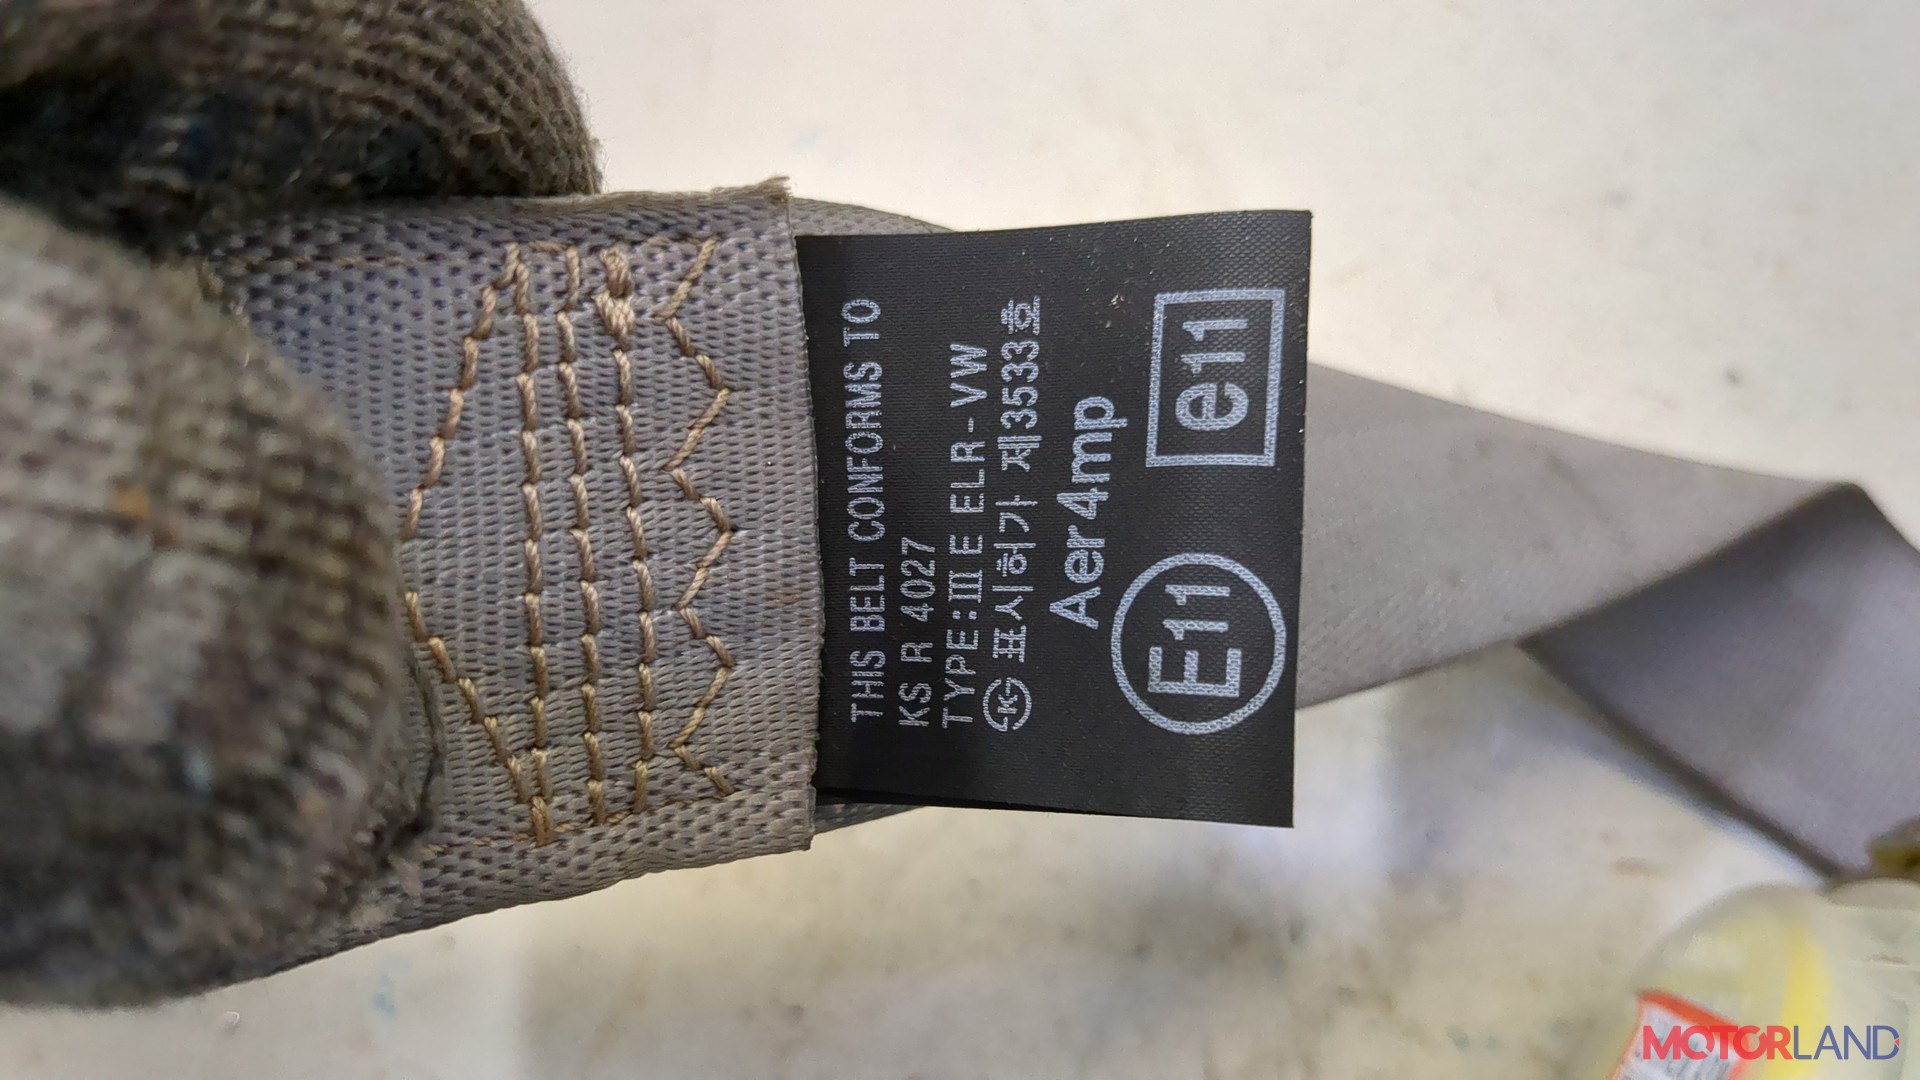 THIS BELT CONFORMS TO
KS R 4027
TYPE:III E ELR-VW
㉿ 표시허가 제3533호
Aer4mp
E11 e11
MOTORLAND